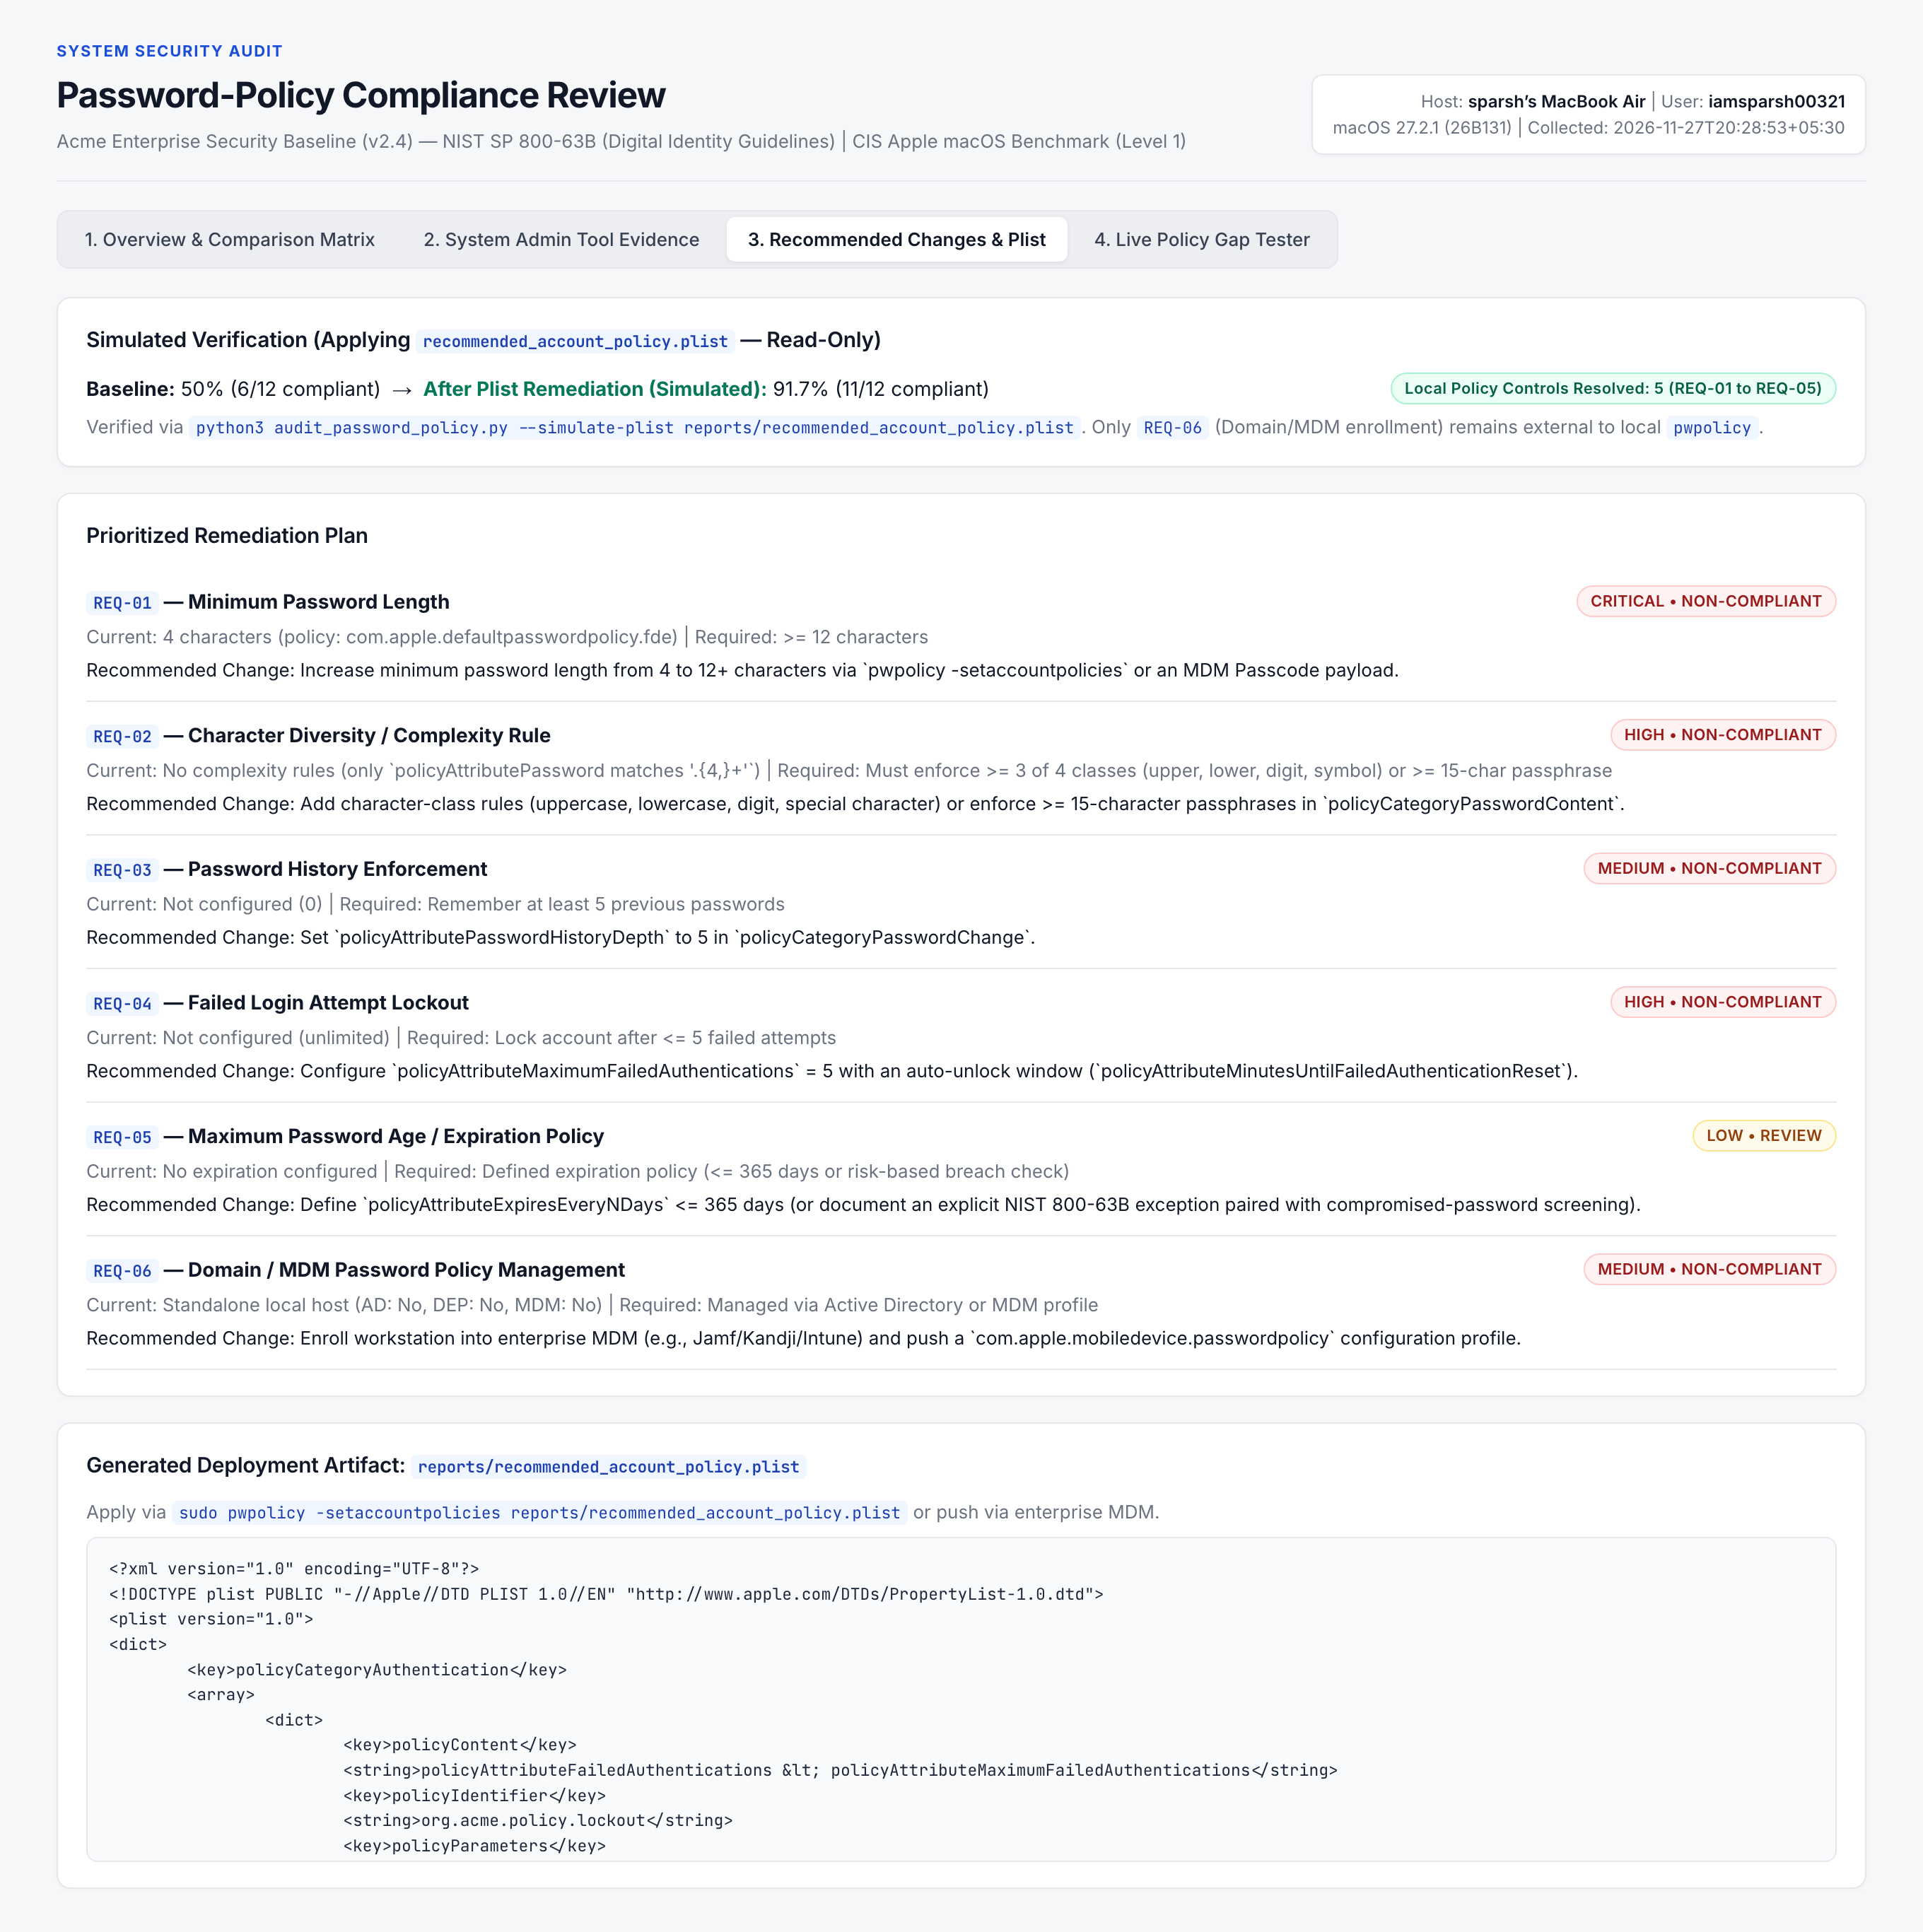 SYSTEM SECURITY AUDIT
Password-Policy Compliance Review
Acme Enterprise Security Baseline (v2.4) — NIST SP 800-63B (Digital Identity Guidelines) | CIS Apple macOS Benchmark (Level 1)
Host: sparsh’s MacBook Air | User: iamsparsh00321
macOS 27.2.1 (26B131) | Collected: 2026-11-27T20:28:53+05:30
1. Overview & Comparison Matrix
2. System Admin Tool Evidence
3. Recommended Changes & Plist
4. Live Policy Gap Tester
Simulated Verification (Applying recommended_account_policy.plist — Read-Only)
Baseline: 50% (6/12 compliant) → After Plist Remediation (Simulated): 91.7% (11/12 compliant)
Local Policy Controls Resolved: 5 (REQ-01 to REQ-05)
Verified via python3 audit_password_policy.py --simulate-plist reports/recommended_account_policy.plist. Only REQ-06 (Domain/MDM enrollment) remains external to local pwpolicy.
Prioritized Remediation Plan
REQ-01 — Minimum Password Length
CRITICAL • NON-COMPLIANT
Current: 4 characters (policy: com.apple.defaultpasswordpolicy.fde) | Required: >= 12 characters
Recommended Change: Increase minimum password length from 4 to 12+ characters via `pwpolicy -setaccountpolicies` or an MDM Passcode payload.
REQ-02 — Character Diversity / Complexity Rule
HIGH • NON-COMPLIANT
Current: No complexity rules (only `policyAttributePassword matches '.{4,}+'`) | Required: Must enforce >= 3 of 4 classes (upper, lower, digit, symbol) or >= 15-char passphrase
Recommended Change: Add character-class rules (uppercase, lowercase, digit, special character) or enforce >= 15-character passphrases in `policyCategoryPasswordContent`.
REQ-03 — Password History Enforcement
MEDIUM • NON-COMPLIANT
Current: Not configured (0) | Required: Remember at least 5 previous passwords
Recommended Change: Set `policyAttributePasswordHistoryDepth` to 5 in `policyCategoryPasswordChange`.
REQ-04 — Failed Login Attempt Lockout
HIGH • NON-COMPLIANT
Current: Not configured (unlimited) | Required: Lock account after <= 5 failed attempts
Recommended Change: Configure `policyAttributeMaximumFailedAuthentications` = 5 with an auto-unlock window (`policyAttributeMinutesUntilFailedAuthenticationReset`).
REQ-05 — Maximum Password Age / Expiration Policy
LOW • REVIEW
Current: No expiration configured | Required: Defined expiration policy (<= 365 days or risk-based breach check)
Recommended Change: Define `policyAttributeExpiresEveryNDays` <= 365 days (or document an explicit NIST 800-63B exception paired with compromised-password screening).
REQ-06 — Domain / MDM Password Policy Management
MEDIUM • NON-COMPLIANT
Current: Standalone local host (AD: No, DEP: No, MDM: No) | Required: Managed via Active Directory or MDM profile
Recommended Change: Enroll workstation into enterprise MDM (e.g., Jamf/Kandji/Intune) and push a `com.apple.mobiledevice.passwordpolicy` configuration profile.
Generated Deployment Artifact: reports/recommended_account_policy.plist
Apply via sudo pwpolicy -setaccountpolicies reports/recommended_account_policy.plist or push via enterprise MDM.
<?xml version="1.0" encoding="UTF-8"?>
<!DOCTYPE plist PUBLIC "-//Apple//DTD PLIST 1.0//EN" "http://www.apple.com/DTDs/PropertyList-1.0.dtd">
<plist version="1.0">
<dict>
<key>policyCategoryAuthentication</key>
<array>
<dict>
<key>policyContent</key>
<string>policyAttributeFailedAuthentications &lt; policyAttributeMaximumFailedAuthentications</string>
<key>policyIdentifier</key>
<string>org.acme.policy.lockout</string>
<key>policyParameters</key>